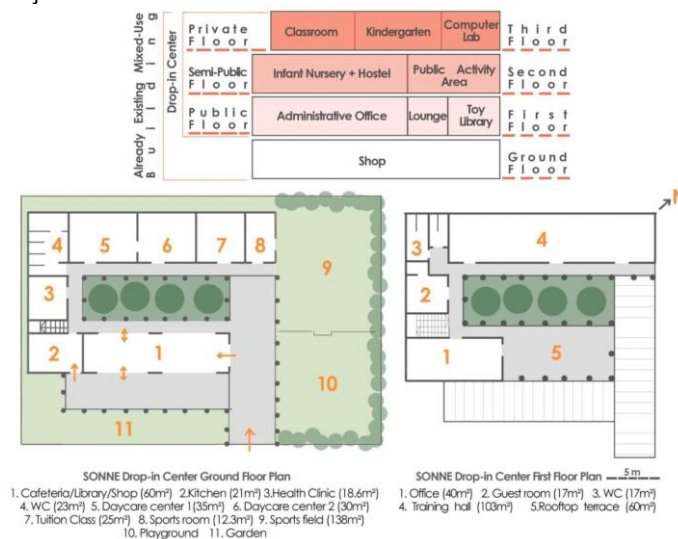 Already Existing Mixed-Use
Building
Drop-in Center
Private
Floor
Classroom
Kindergarten
Computer
Lab
Third
Floor
Semi-Public
Floor
Infant Nursery + Hostel
Public Activity
Area
Second
Floor
Public
Floor
Administrative Office
Lounge
Toy
Library
First
Floor
Shop
Ground
Floor
4
5
6
7
8
9
3
2
1
10
11
3
4
2
1
5
SONNE Drop-in Center Ground Floor Plan
1. Cafeteria/Library/Shop (60m²) 2.Kitchen (21m²) 3.Health Clinic (18.6m²)
4. WC (23m²) 5. Daycare center 1(35m²) 6. Daycare center 2 (30m²)
7. Tuition Class (25m²) 8. Sports room (12.3m²) 9. Sports field (138m²)
10. Playground 11. Garden
SONNE Drop-in Center First Floor Plan 5 m
1. Office (40m²) 2. Guest room (17m²) 3. WC (17m²)
4. Training hall (103m²) 5.Rooftop terrace (60m²)